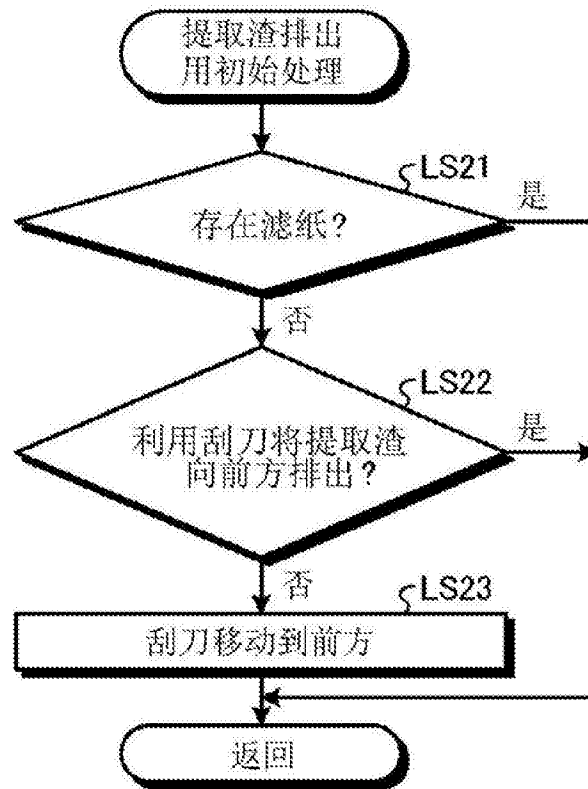 提取渣排出
用初始处理
LS21
存在滤纸?
是
否
LS22
利用刮刀将提取渣
向前方排出?
是
否
LS23
刮刀移动到前方
返回